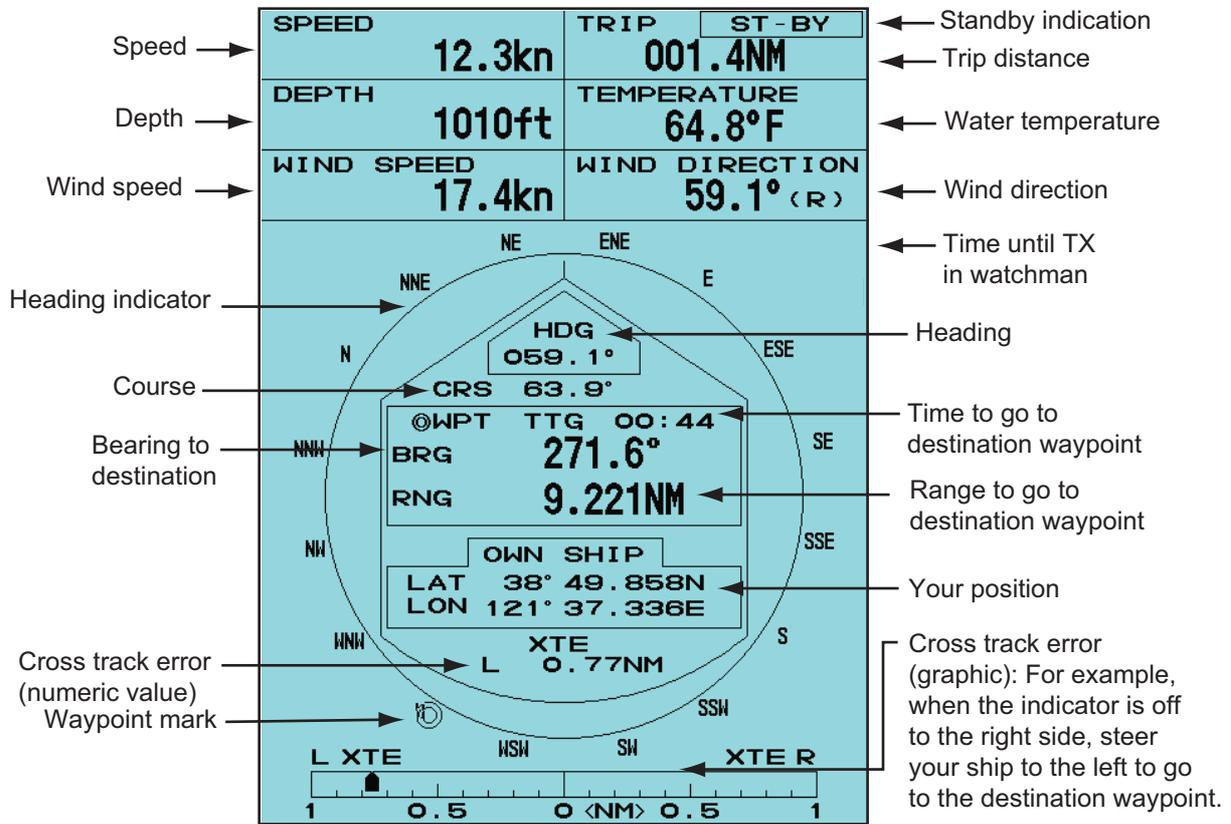 SPEED
12.3kn
TRIP
ST-BY
001.4NM
DEPTH
1010ft
TEMPERATURE
64.8°F
WIND SPEED
17.4kn
WIND DIRECTION
59.1° (R)
Speed
Depth
Wind speed
Heading indicator
Course
Bearing to
destination
Cross track error
(numeric value)
Waypoint mark
NE
ENE
NNE
E
N
ESE
NNW
SE
NW
SSE
WNW
S
SSW
WSW
SW
HDG
059.1°
CRS 63.9°
WPT TTG 00:44
BRG 271.6°
RNG 9.221NM
OWN SHIP
LAT 38° 49.858N
LON 121° 37.336E
XTE
L 0.77NM
L XTE
XTE R
1 0.5 0 <NM> 0.5 1
Standby indication
Trip distance
Water temperature
Wind direction
Time until TX
in watchman
Heading
Time to go to
destination waypoint
Range to go to
destination waypoint
Your position
Cross track error
(graphic): For example,
when the indicator is off
to the right side, steer
your ship to the left to go
to the destination waypoint.